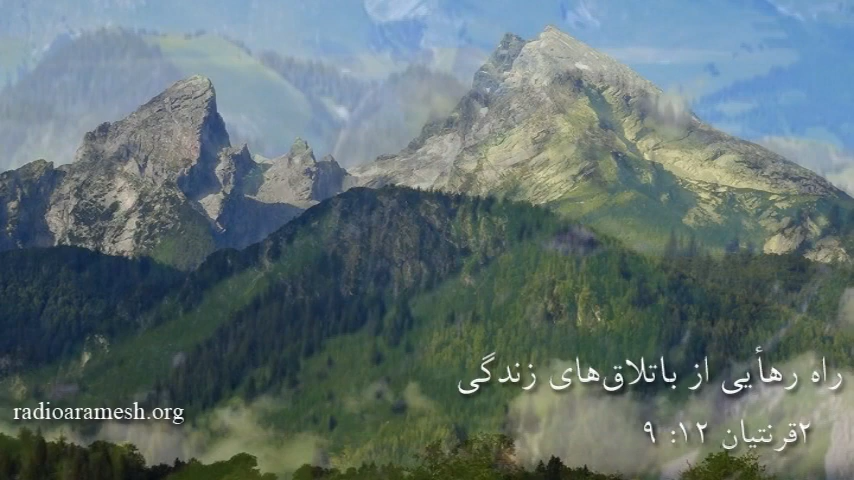 راه رهأیی از باتلاق‌های زندگی
radioaramesh.org
۲قرنتیان ۱۲: ۹